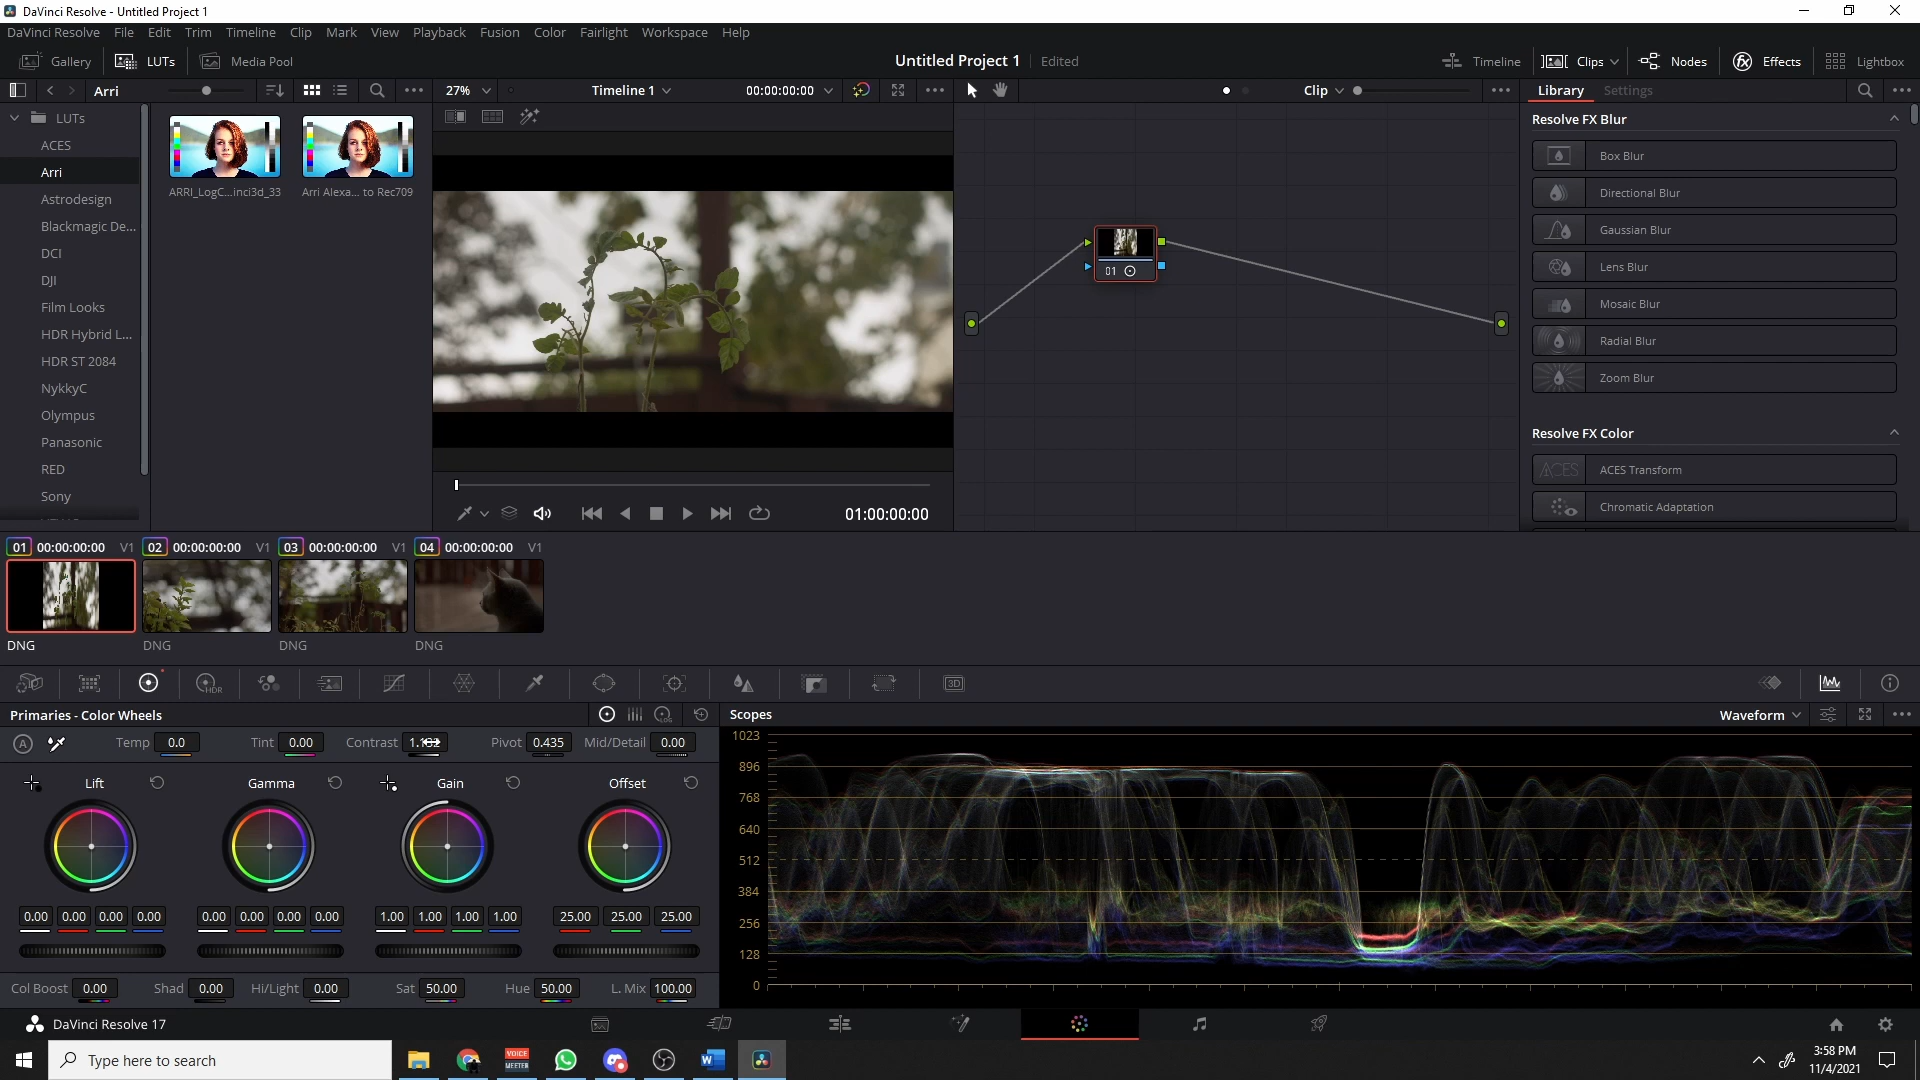 DaVinci Resolve - Untitled Project 1
DaVinci Resolve File Edit Trim Timeline Clip Mark View Playback Fusion Color Fairlight Workspace Help
Gallery LUTs Media Pool Untitled Project 1 Edited Timeline Clips Nodes Effects Lightbox
Arri 27% Timeline 1 00:00:00:00 Clip Library Settings
LUTs
ACES
Arri
Astrodesign
Blackmagic De...
DCI
DJI
Film Looks
HDR Hybrid L...
HDR ST 2084
NykkyC
Olympus
Panasonic
RED
Sony
ARRI_LogC...inci3d_33 Arri Alexa... to Rec709
01
Resolve FX Blur
Box Blur
Directional Blur
Gaussian Blur
Lens Blur
Mosaic Blur
Radial Blur
Zoom Blur
Resolve FX Color
ACES ACES Transform
Chromatic Adaptation
01:00:00:00
01 00:00:00:00 V1 02 00:00:00:00 V1 03 00:00:00:00 V1 04 00:00:00:00 V1
DNG DNG DNG DNG
HDR 3D
Primaries - Color Wheels LOG
A Temp 0.0 Tint 0.00 Contrast Pivot 0.435 Mid/Detail 0.00
Lift Gamma Gain Offset
0.00 0.00 0.00 0.00 0.00 0.00 0.00 0.00 1.00 1.00 1.00 1.00 25.00 25.00 25.00
Col Boost 0.00 Shad 0.00 Hi/Light 0.00 Sat 50.00 Hue 50.00 L. Mix 100.00
Scopes Waveform
1023
896
768
640
512
384
256
128
0
DaVinci Resolve 17
Type here to search
VOICE
MEETER
W
3:58 PM
11/4/2021